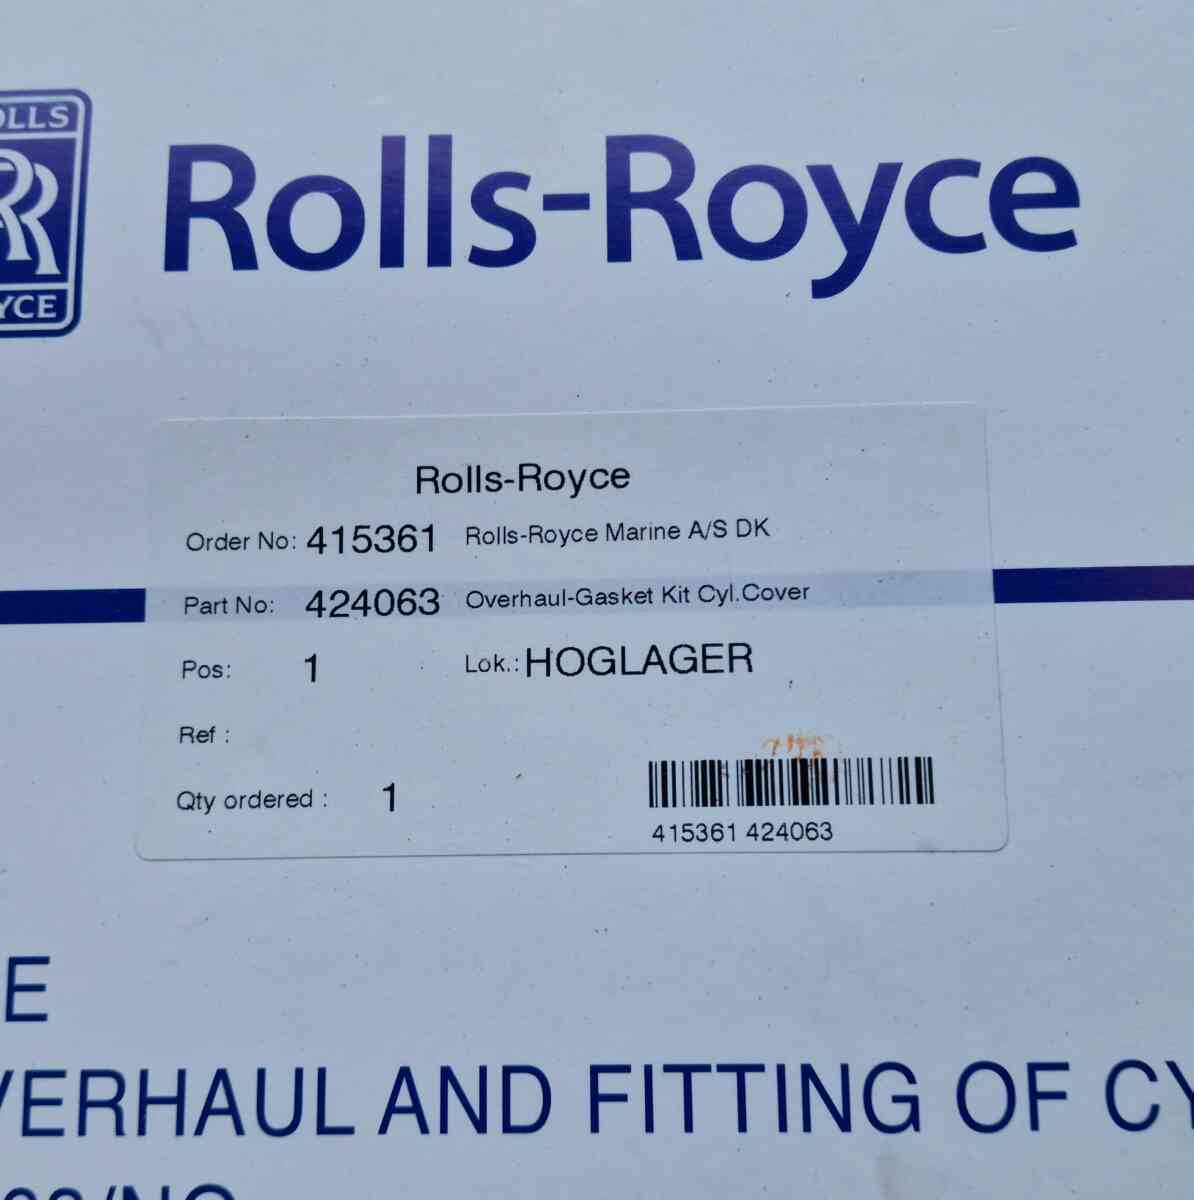 OLLS
RR
YCE
Rolls-Royce
Rolls-Royce
Order No: 415361 Rolls-Royce Marine A/S DK
Part No: 424063 Overhaul-Gasket Kit Cyl.Cover
Pos: 1 Lok.: HOGLAGER
Ref :
Qty ordered : 1
415361 424063
E
VERHAUL AND FITTING OF CY